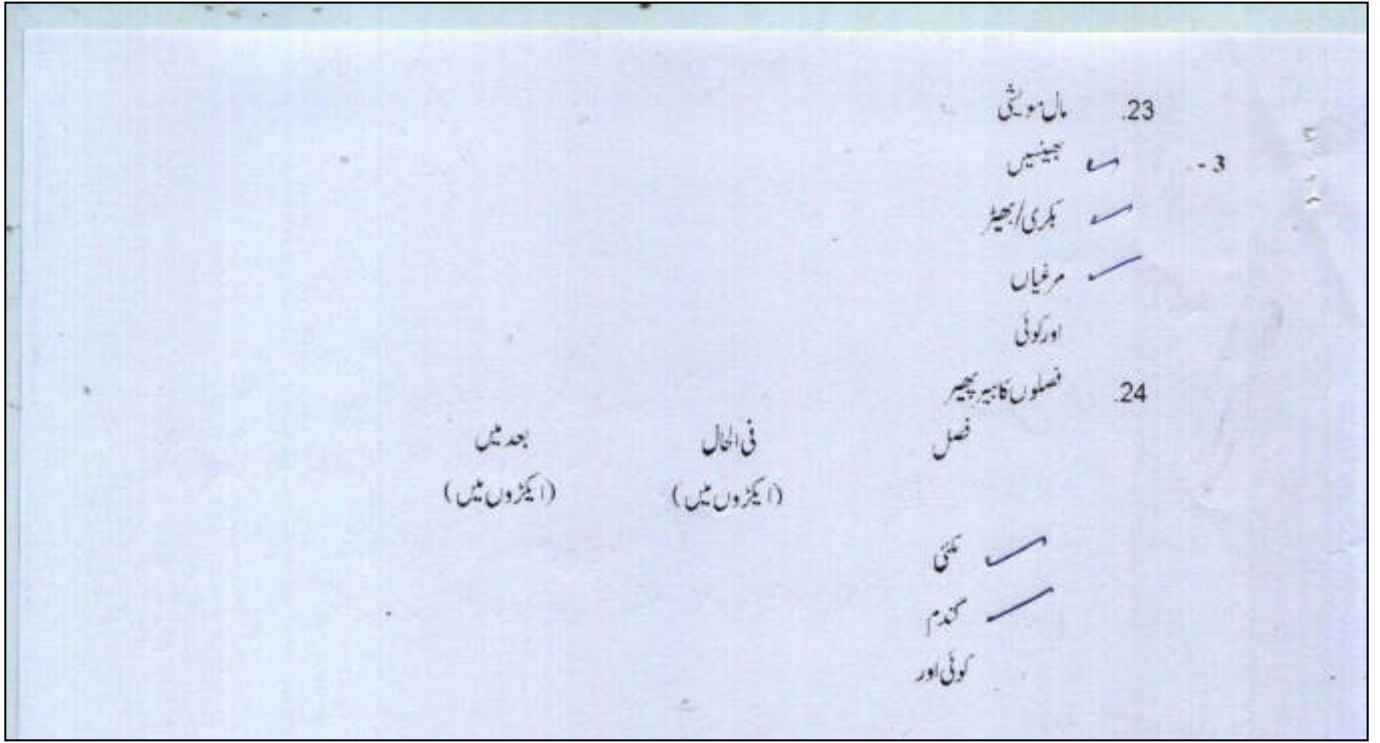 23. مال مویشی
3 - بھینسیں
بکری/بھیڑ
مرغیاں
اور کوئی
24. فصلوں کا ہیر پھیر
فصل فی الحال بعد میں
(ایکڑوں میں) (ایکڑوں میں)
مکئی
گندم
کوئی اور